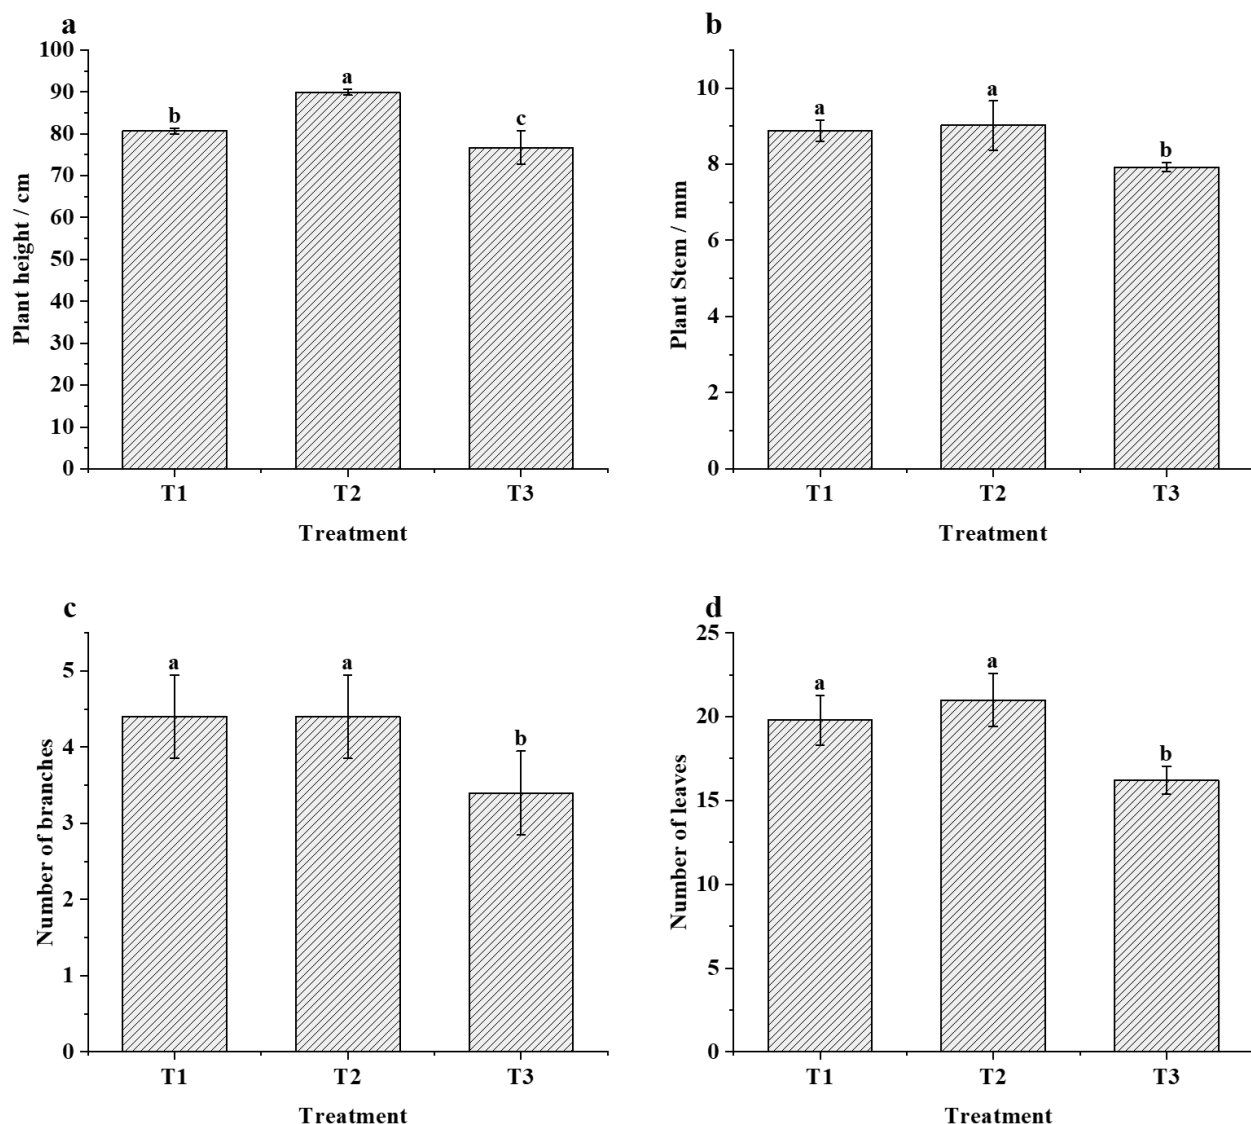 a
100
90
80
70
60
50
40
30
20
10
0
Plant height / cm
b
a
c
T1 T2 T3
Treatment
b
10
8
6
4
2
0
Plant Stem / mm
a
a
b
T1 T2 T3
Treatment
c
5
4
3
2
1
0
Number of branches
a
a
b
T1 T2 T3
Treatment
d
25
20
15
10
5
0
Number of leaves
a
a
b
T1 T2 T3
Treatment